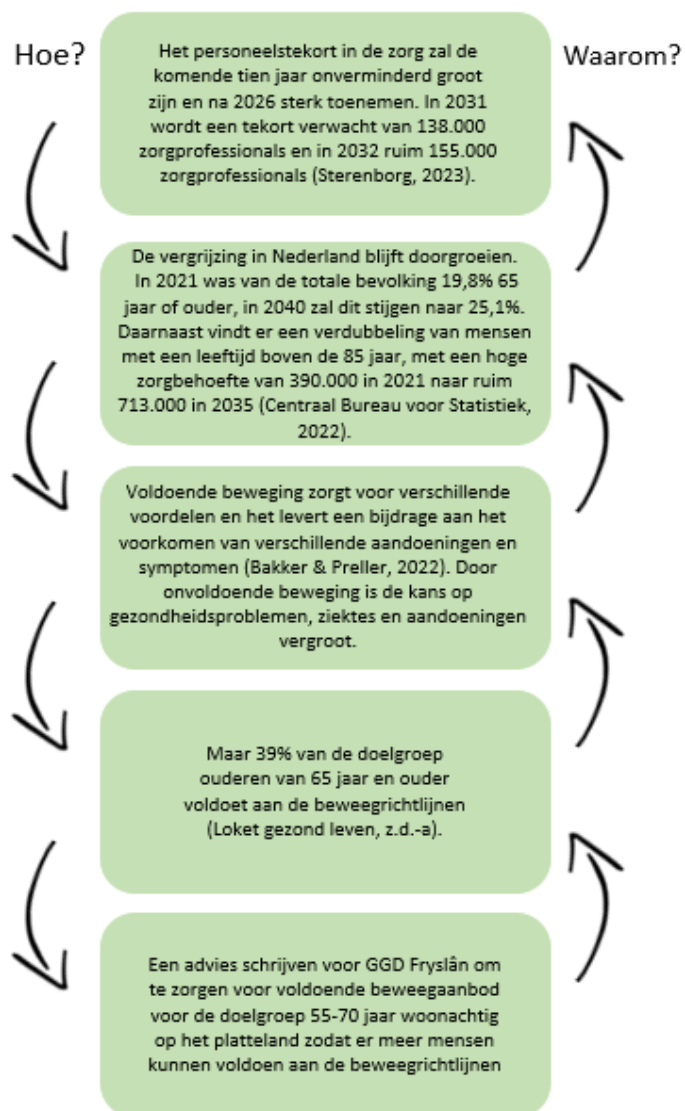 Hoe?
Waarom?
Het personeelstekort in de zorg zal de
komende tien jaar onverminderd groot
zijn en na 2026 sterk toenemen. In 2031
wordt een tekort verwacht van 138.000
zorgprofessionals en in 2032 ruim 155.000
zorgprofessionals (Sterenborg, 2023).
De vergrijzing in Nederland blijft doorgroeien.
In 2021 was van de totale bevolking 19,8% 65
jaar of ouder, in 2040 zal dit stijgen naar 25,1%.
Daarnaast vindt er een verdubbeling van mensen
met een leeftijd boven de 85 jaar, met een hoge
zorgbehoefte van 390.000 in 2021 naar ruim
713.000 in 2035 (Centraal Bureau voor Statistiek,
2022).
Voldoende beweging zorgt voor verschillende
voordelen en het levert een bijdrage aan het
voorkomen van verschillende aandoeningen en
symptomen (Bakker & Preller, 2022). Door
onvoldoende beweging is de kans op
gezondheidsproblemen, ziektes en aandoeningen
vergroot.
Maar 39% van de doelgroep
ouderen van 65 jaar en ouder
voldoet aan de beweegrichtlijnen
(Loket gezond leven, z.d.-a).
Een advies schrijven voor GGD Fryslân om
te zorgen voor voldoende beweegaanbod
voor de doelgroep 55-70 jaar woonachtig
op het platteland zodat er meer mensen
kunnen voldoen aan de beweegrichtlijnen